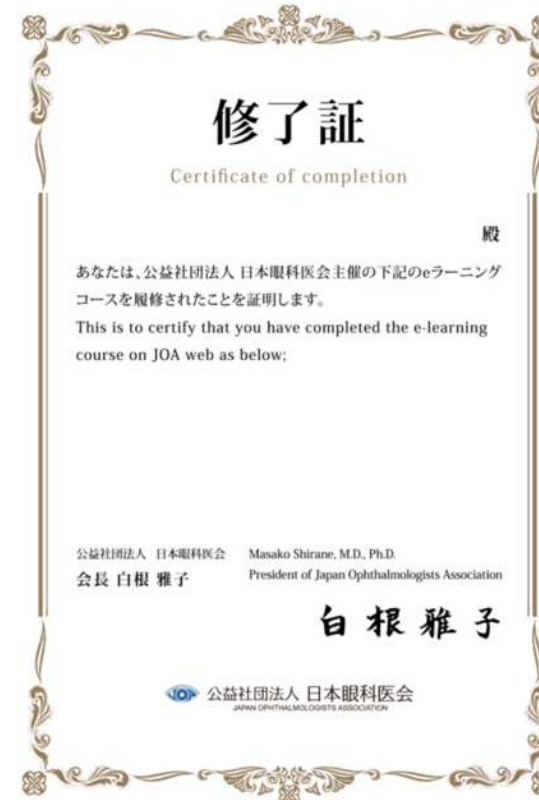 修了証
Certificate of completion
殿
あなたは、公益社団法人 日本眼科医会主催の下記のeラーニング
コースを履修されたことを証明します。
This is to certify that you have completed the e-learning
course on JOA web as below;
公益社団法人 日本眼科医会 Masako Shirane, M.D., Ph.D.
会長 白根 雅子 President of Japan Ophthalmologists Association
白根雅子
JOA 公益社団法人 日本眼科医会
JAPAN OPHTHALMOLOGISTS ASSOCIATION